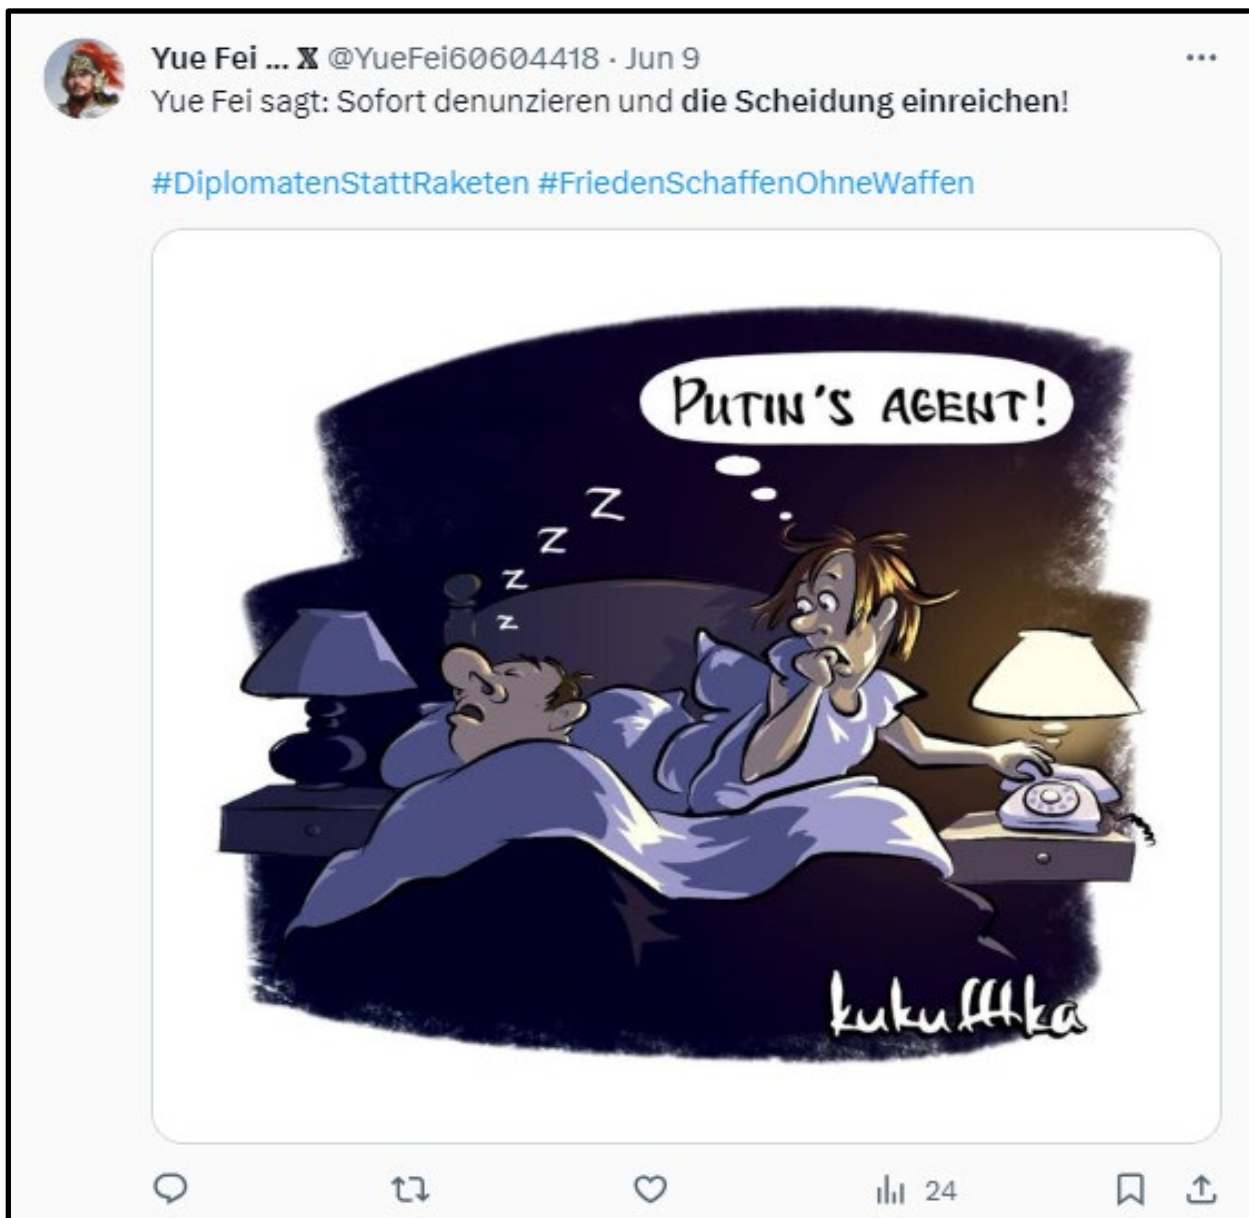 Yue Fei ... 𝕏 @YueFei60604418 · Jun 9
Yue Fei sagt: Sofort denunzieren und die Scheidung einreichen!
#DiplomatenStattRaketen #FriedenSchaffenOhneWaffen
PUTIN'S AGENT!
Z
Z
Z
Z
24